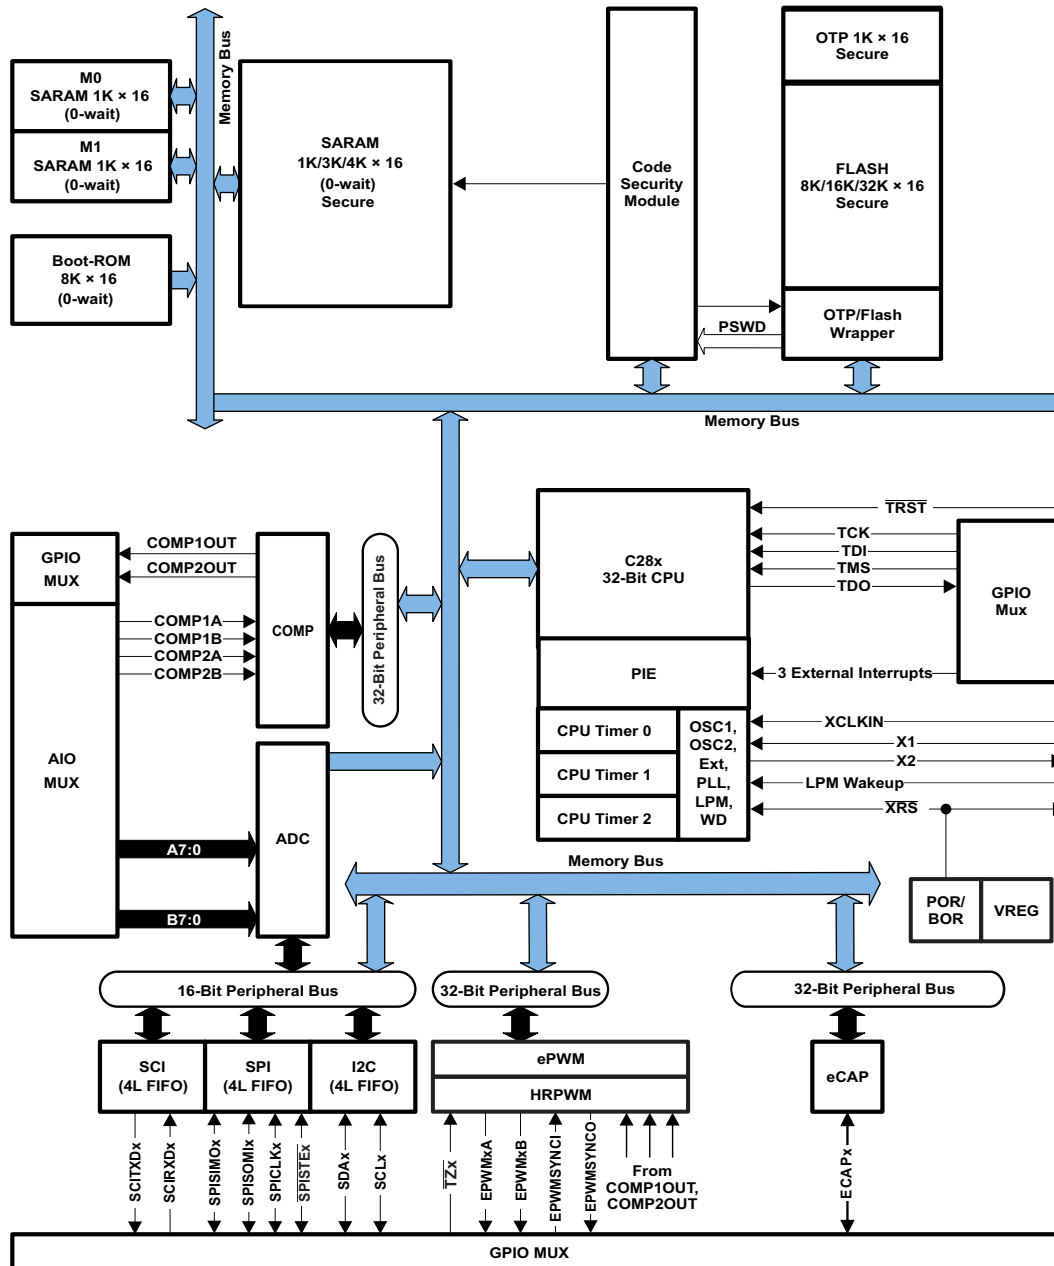 Memory Bus
M0
SARAM 1K × 16
(0-wait)
M1
SARAM 1K × 16
(0-wait)
Boot-ROM
8K × 16
(0-wait)
SARAM
1K/3K/4K × 16
(0-wait)
Secure
Code
Security
Module
OTP 1K × 16
Secure
FLASH
8K/16K/32K × 16
Secure
OTP/Flash
Wrapper
PSWD
Memory Bus
GPIO
MUX
AIO
MUX
COMP1OUT
COMP2OUT
COMP1A
COMP1B
COMP2A
COMP2B
COMP
32-Bit Peripheral Bus
A7:0
B7:0
ADC
C28x
32-Bit CPU
PIE
CPU Timer 0
CPU Timer 1
CPU Timer 2
OSC1,
OSC2,
Ext,
PLL,
LPM,
WD
TRST
TCK
TDI
TMS
TDO
GPIO
Mux
3 External Interrupts
XCLKIN
X1
X2
LPM Wakeup
XRS
POR/
BOR
VREG
Memory Bus
16-Bit Peripheral Bus
32-Bit Peripheral Bus
32-Bit Peripheral Bus
SCI
(4L FIFO)
SPI
(4L FIFO)
I2C
(4L FIFO)
ePWM
HRPWM
eCAP
SCITXDx
SCIRXDx
SPISIMOx
SPISOMIx
SPICLKx
SPISTEx
SDAx
SCLx
TZx
EPWMxA
EPWMxB
EPWMSYNCI
EPWMSYNCO
From
COMP1OUT,
COMP2OUT
ECAPx
GPIO MUX